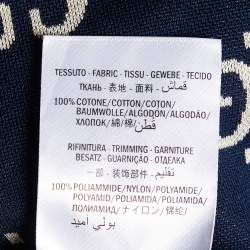 TESSUTO - FABRIC - TISSU - GEWEBE - TECIDO
ТКАНЬ - 表地 - 面料 - قماش
100% COTONE/COTTON/COTON/
BAUMWOLLE/ALGODON/ALGODÃO/
ХЛОПОК/綿/棉/ قطن
RIFINITURA - TRIMMING - GARNITURE
BESATZ - GUARNIÇÃO - ОТДЕЛКА
一部 - 装饰部件 -
100% POLIAMMIDE/NYLON/POLYAMIDE/
POLYAMID/POLIAMIDA/POLIAMIDA/
ПОЛИАМИД/ナイロン/锦纶/
بولي أميد